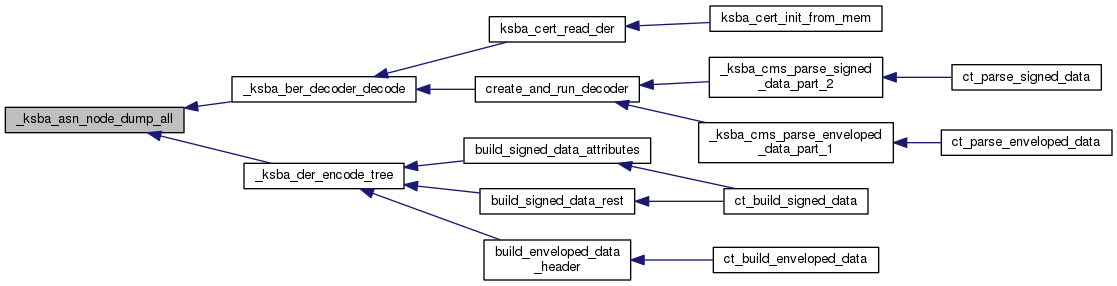 _ksba_asn_node_dump_all
_ksba_ber_decoder_decode
ksba_cert_read_der
ksba_cert_init_from_mem
create_and_run_decoder
_ksba_cms_parse_signed
_data_part_2
ct_parse_signed_data
_ksba_cms_parse_enveloped
_data_part_1
ct_parse_enveloped_data
_ksba_der_encode_tree
build_signed_data_attributes
ct_build_signed_data
build_signed_data_rest
build_enveloped_data
_header
ct_build_enveloped_data